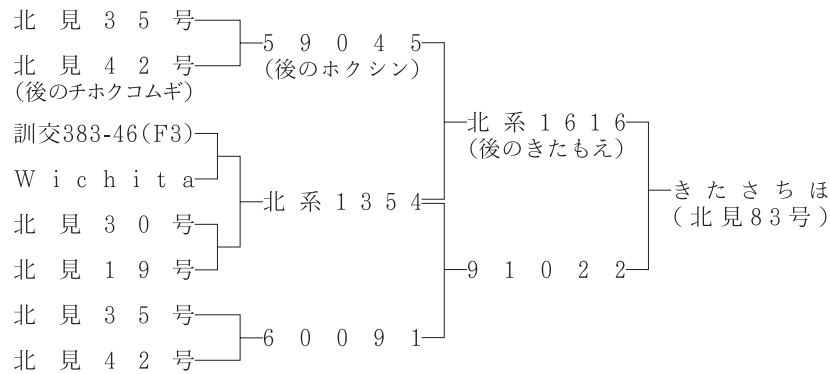 北見35号
北見42号
(後のチホクコムギ)
訓交383-46(F3)
Wichita
北見30号
北見19号
北見35号
北見42号
59045
(後のホクシン)
北系1354
60091
北系1616
(後のきたもえ)
91022
きたさちほ
(北見83号)